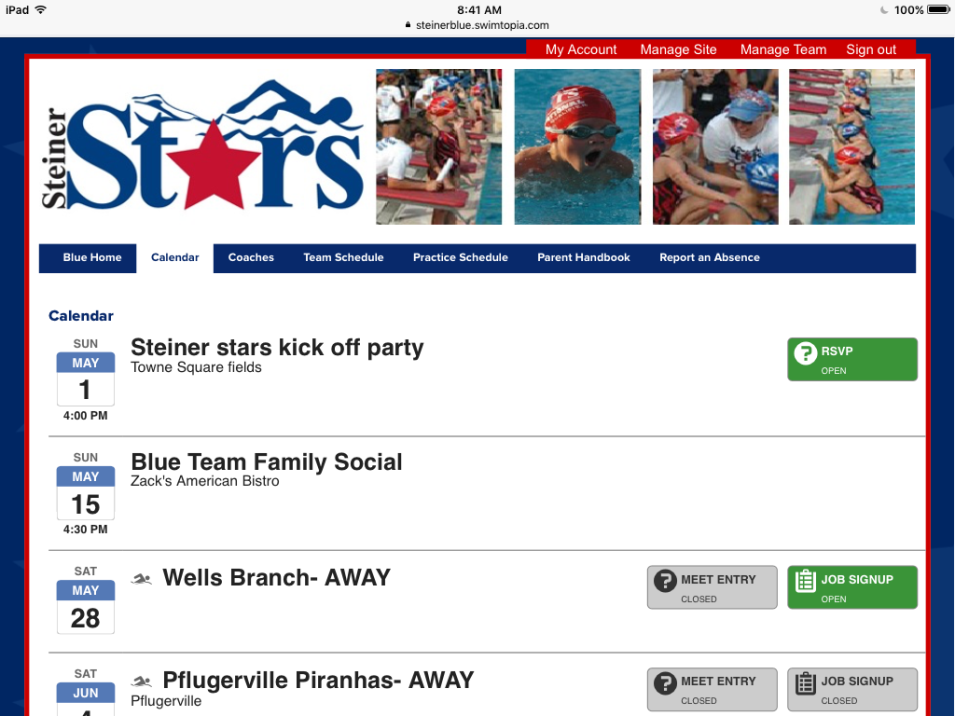 iPad 8:41 AM 100%
steinerblue.swimtopia.com
My Account Manage Site Manage Team Sign out
Steiner Stars
Blue Home Calendar Coaches Team Schedule Practice Schedule Parent Handbook Report an Absence
Calendar
SUN
MAY
1
4:00 PM
Steiner stars kick off party
Towne Square fields
? RSVP
OPEN
SUN
MAY
15
4:30 PM
Blue Team Family Social
Zack's American Bistro
SAT
MAY
28
Wells Branch- AWAY
? MEET ENTRY
CLOSED
JOB SIGNUP
OPEN
SAT
JUN
Pflugerville Piranhas- AWAY
Pflugerville
? MEET ENTRY
CLOSED
JOB SIGNUP
CLOSED